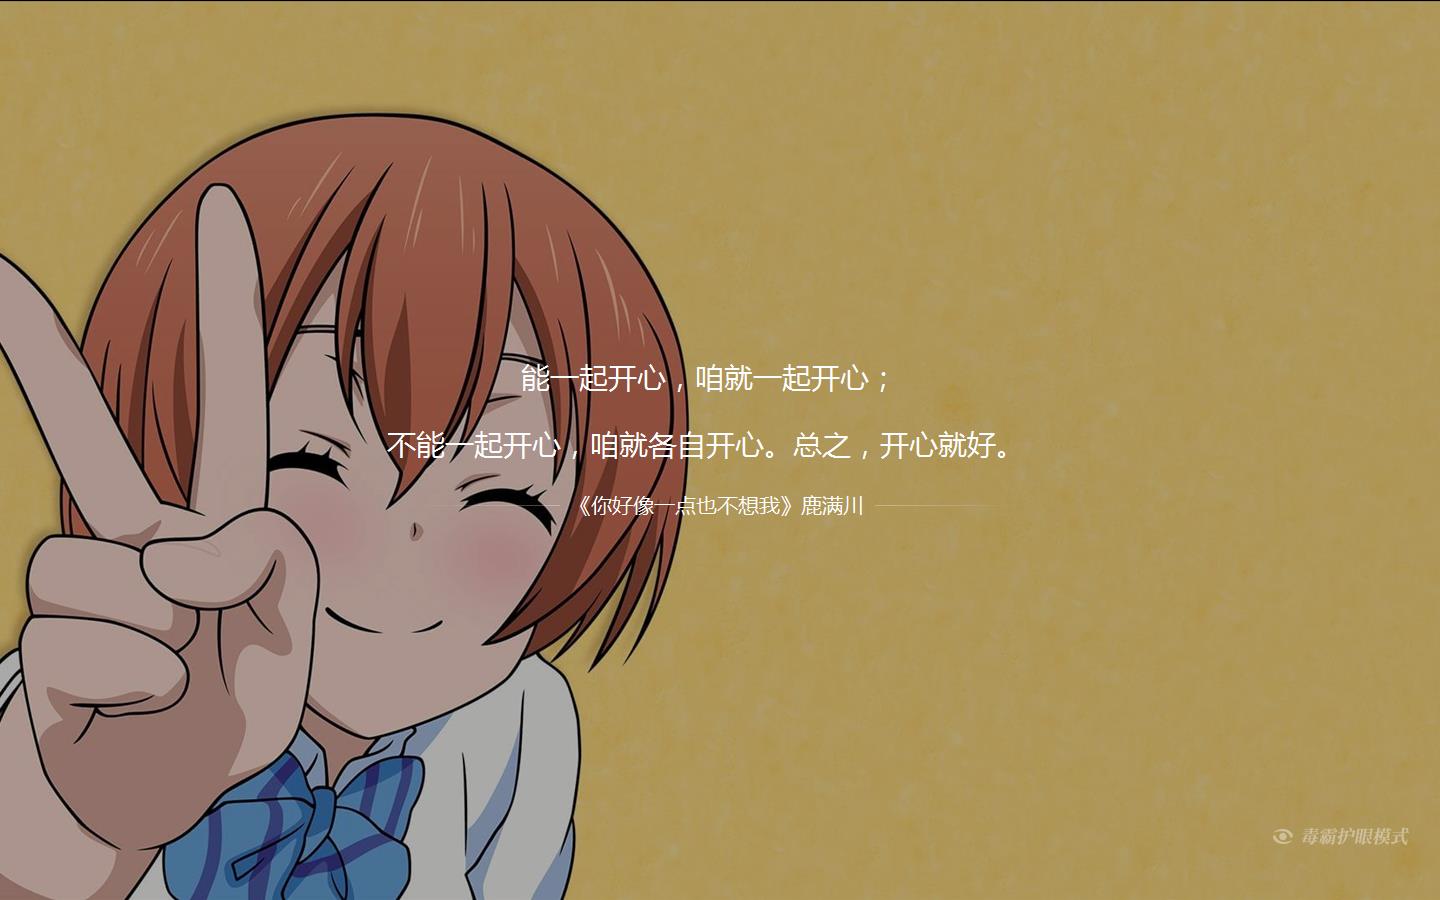 能一起开心，咱就一起开心；
不能一起开心，咱就各自开心。总之，开心就好。
《你好像一点也不想我》鹿满川
毒霸护眼模式